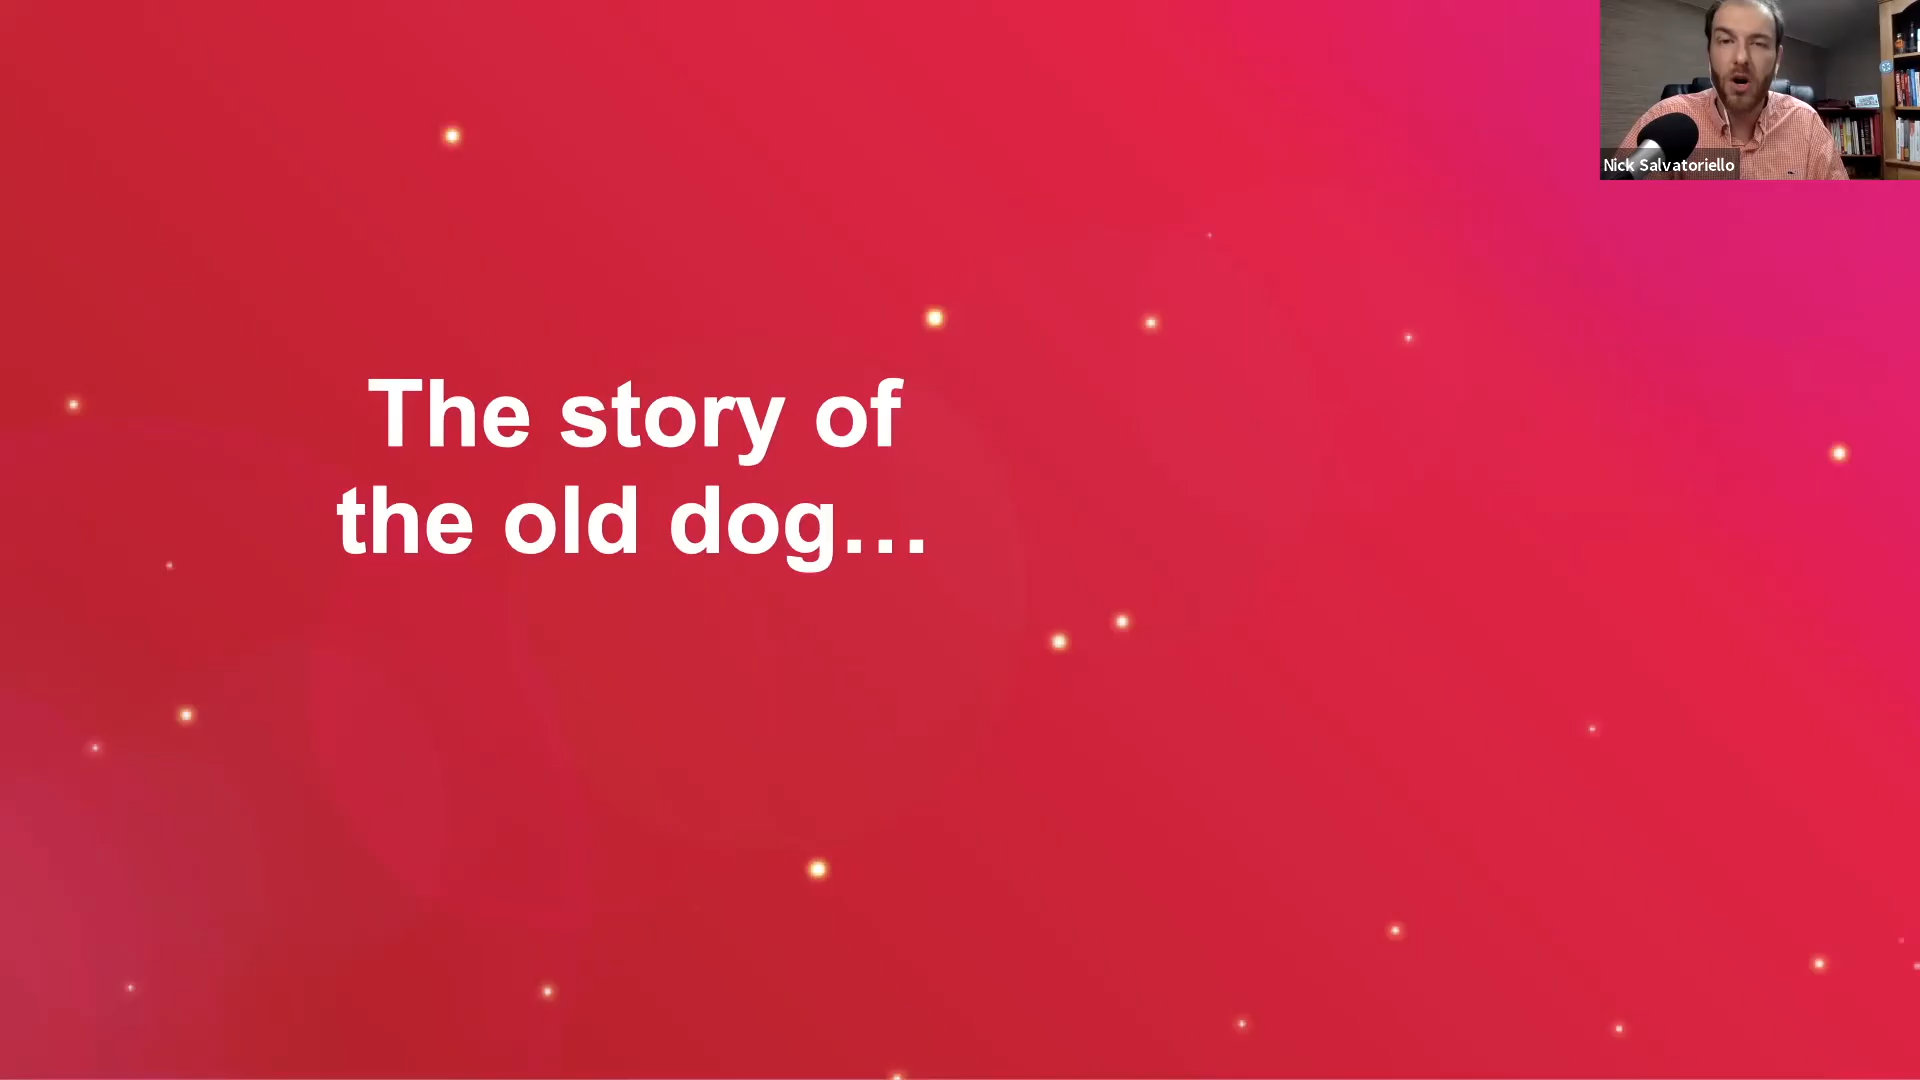 The story of
the old dog…
Nick Salvatoriello